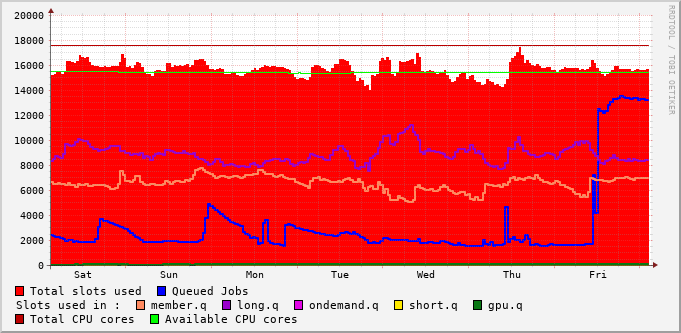 20000
18000
16000
14000
12000
10000
8000
6000
4000
2000
0
Sat Sun Mon Tue Wed Thu Fri
RRDTOOL / TOBI OETIKER
Total slots used Queued Jobs
Slots used in : member.q long.q ondemand.q short.q gpu.q
Total CPU cores Available CPU cores